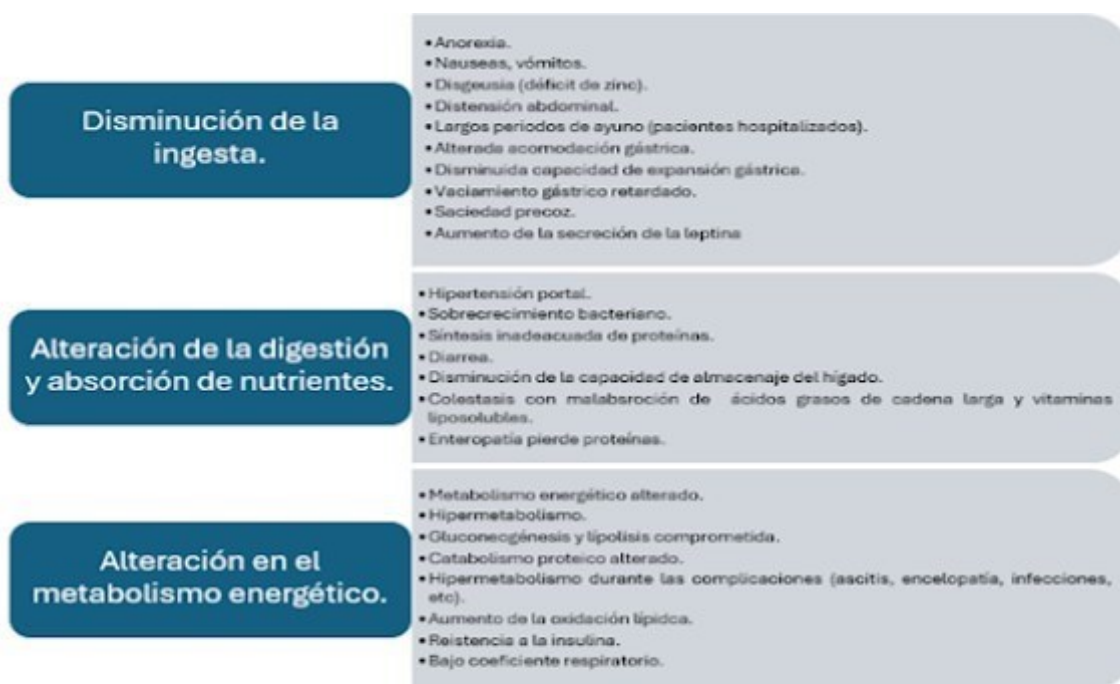 Disminución de la
ingesta.
•Anorexia.
•Nauseas, vómitos.
•Disgeusia (déficit de zinc).
•Distensión abdominal.
•Largos periodos de ayuno (pacientes hospitalizados).
•Alterada acomodación gástrica.
•Disminuida capacidad de expansión gástrica.
•Vaciamiento gástrico retardado.
•Saciedad precoz.
•Aumento de la secreción de la leptina
Alteración de la digestión
y absorción de nutrientes.
•Hipertensión portal.
•Sobrecrecimiento bacteriano.
•Síntesis inadeacuada de proteínas.
•Diarrea.
•Disminución de la capacidad de almacenaje del hígado.
•Colestasis con malabsroción de ácidos grasos de cadena larga y vitaminas
liposolubles.
•Enteropatía pierde proteínas.
Alteración en el
metabolismo energético.
•Metabolismo energético alterado.
•Hipermetabolismo.
•Gluconeogénesis y lípolisis comprometida.
•Catabolismo proteico alterado.
•Hipermetabolismo durante las complicaciones (ascitis, encelopatía, infecciones,
etc).
•Aumento de la oxidación lípidca.
•Reistencia a la insulina.
•Bajo coeficiente respiratorio.